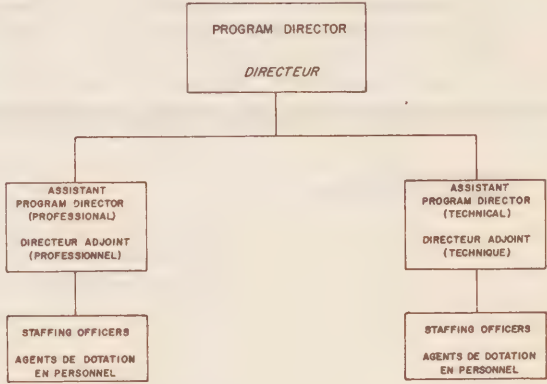 PROGRAM DIRECTOR
DIRECTEUR
ASSISTANT
PROGRAM DIRECTOR
(PROFESSIONAL)
DIRECTEUR ADJOINT
(PROFESSIONNEL)
ASSISTANT
PROGRAM DIRECTOR
(TECHNICAL)
DIRECTEUR ADJOINT
(TECHNIQUE)
STAFFING OFFICERS
AGENTS DE DOTATION
EN PERSONNEL
STAFFING OFFICERS
AGENTS DE DOTATION
EN PERSONNEL